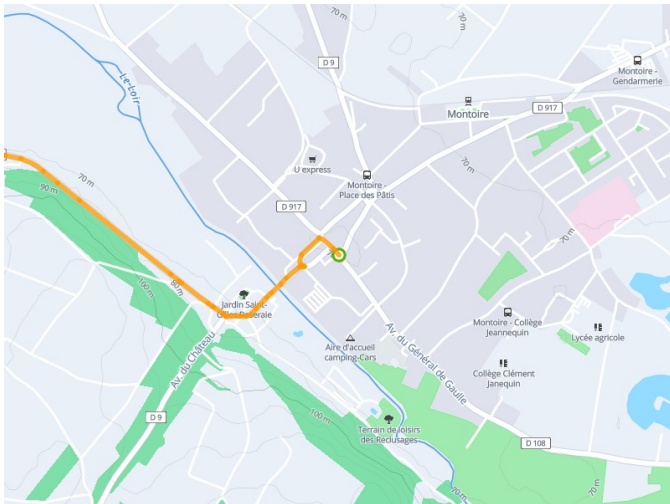 70 m
D 9
Le-Loir
Montoire -
Gendarmerie
Montoire
D 917
U express
Montoire -
Place des Pâtis
70 m
90 m
D 917
70 m
100 m
80 m
Jardin Saint-
Gilles Roseraie
Av. du Château
Aire d'accueil
camping-Cars
Av. du Général de Gaulle
Montoire - Collège
Jeannequin
Lycée agricole
Collège Clément
Janequin
D 9
100 m
Terrain de loisirs
des Reclusages
D 108
70 m
70 m